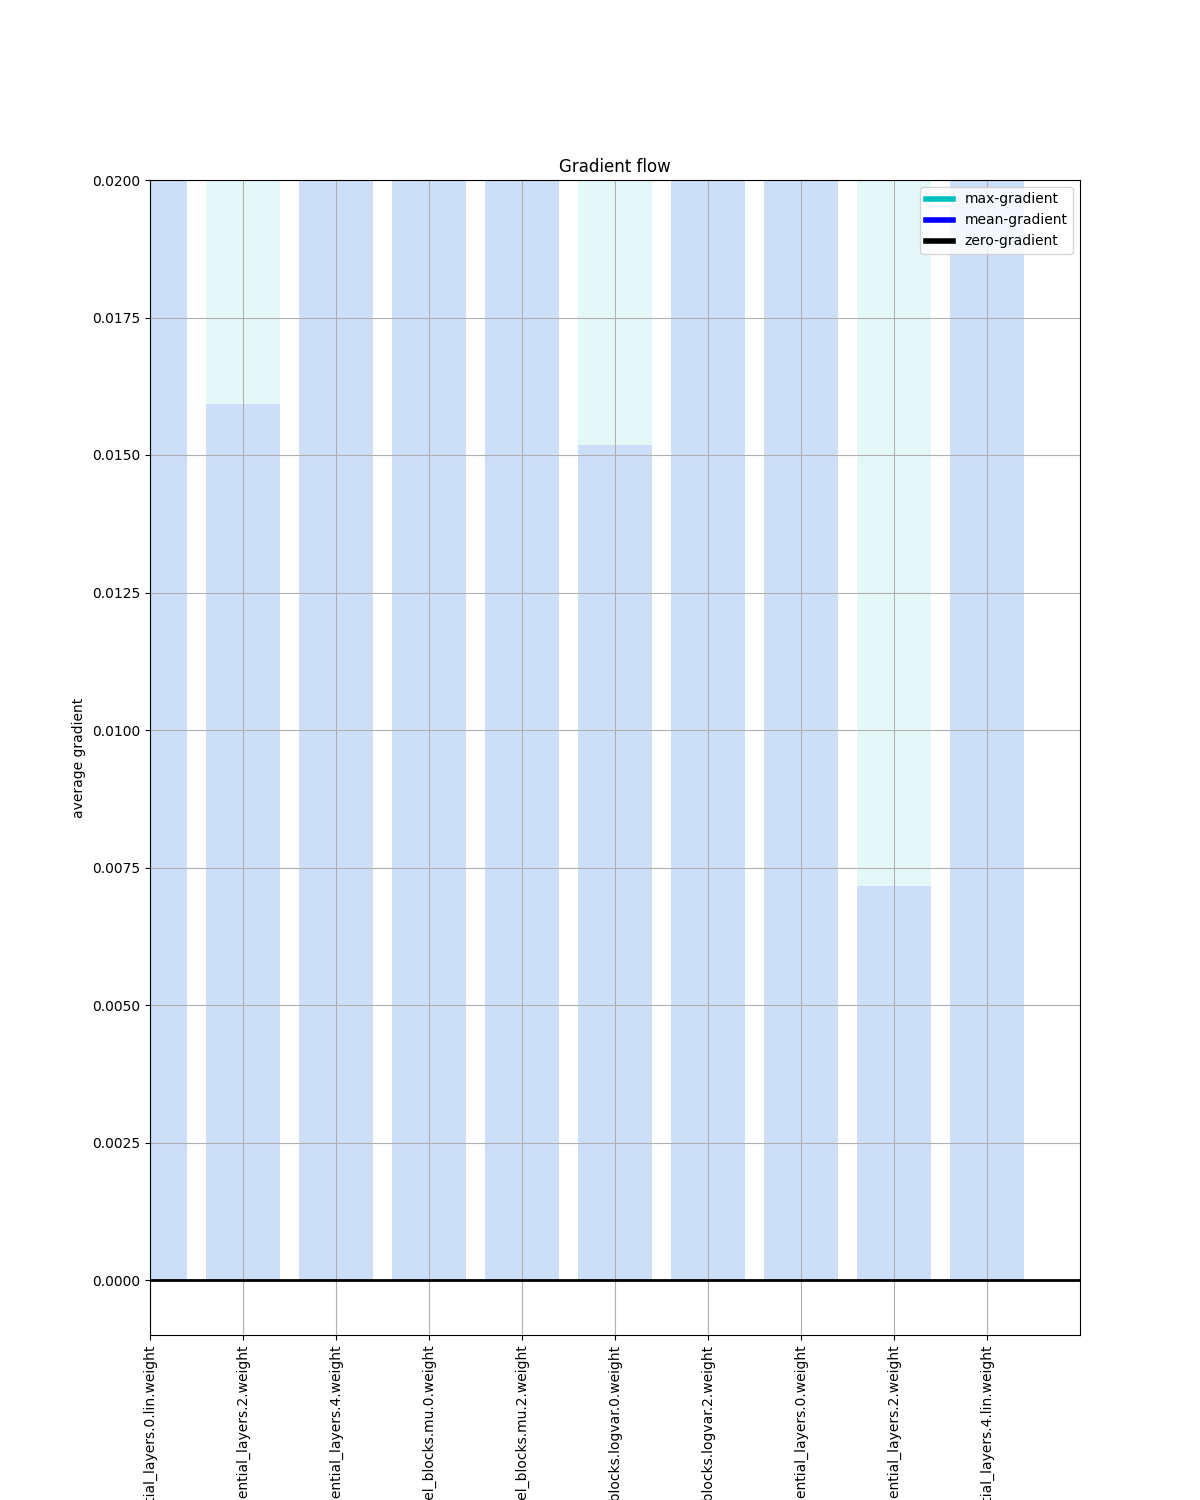 Gradient flow
max-gradient
mean-gradient
zero-gradient
0.0200
0.0175
0.0150
0.0125
0.0100
0.0075
0.0050
0.0025
0.0000
average gradient
tial_layers.0.lin.weight
ential_layers.2.weight
ential_layers.4.weight
el_blocks.mu.0.weight
el_blocks.mu.2.weight
blocks.logvar.0.weight
blocks.logvar.2.weight
ential_layers.0.weight
ential_layers.2.weight
tial_layers.4.lin.weight